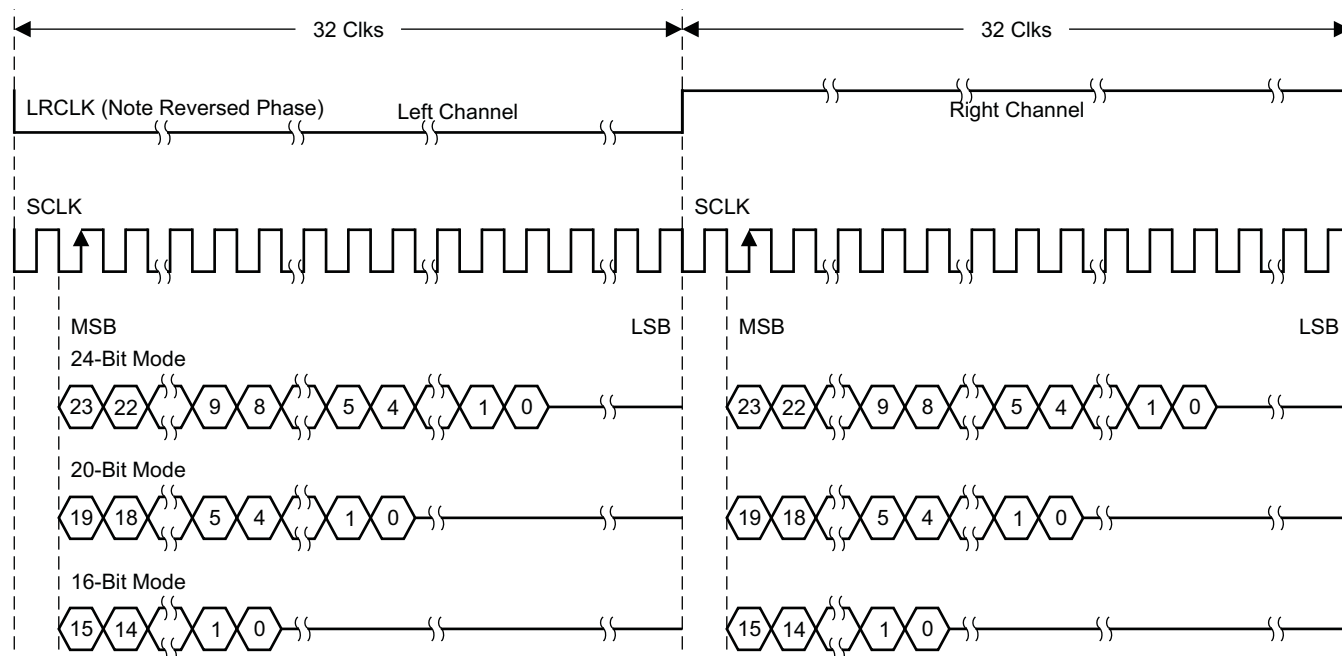 32 Clks 32 Clks
LRCLK (Note Reversed Phase) Left Channel Right Channel
SCLK SCLK
MSB LSB MSB LSB
24-Bit Mode
23 22 9 8 5 4 1 0 23 22 9 8 5 4 1 0
20-Bit Mode
19 18 5 4 1 0 19 18 5 4 1 0
16-Bit Mode
15 14 1 0 15 14 1 0